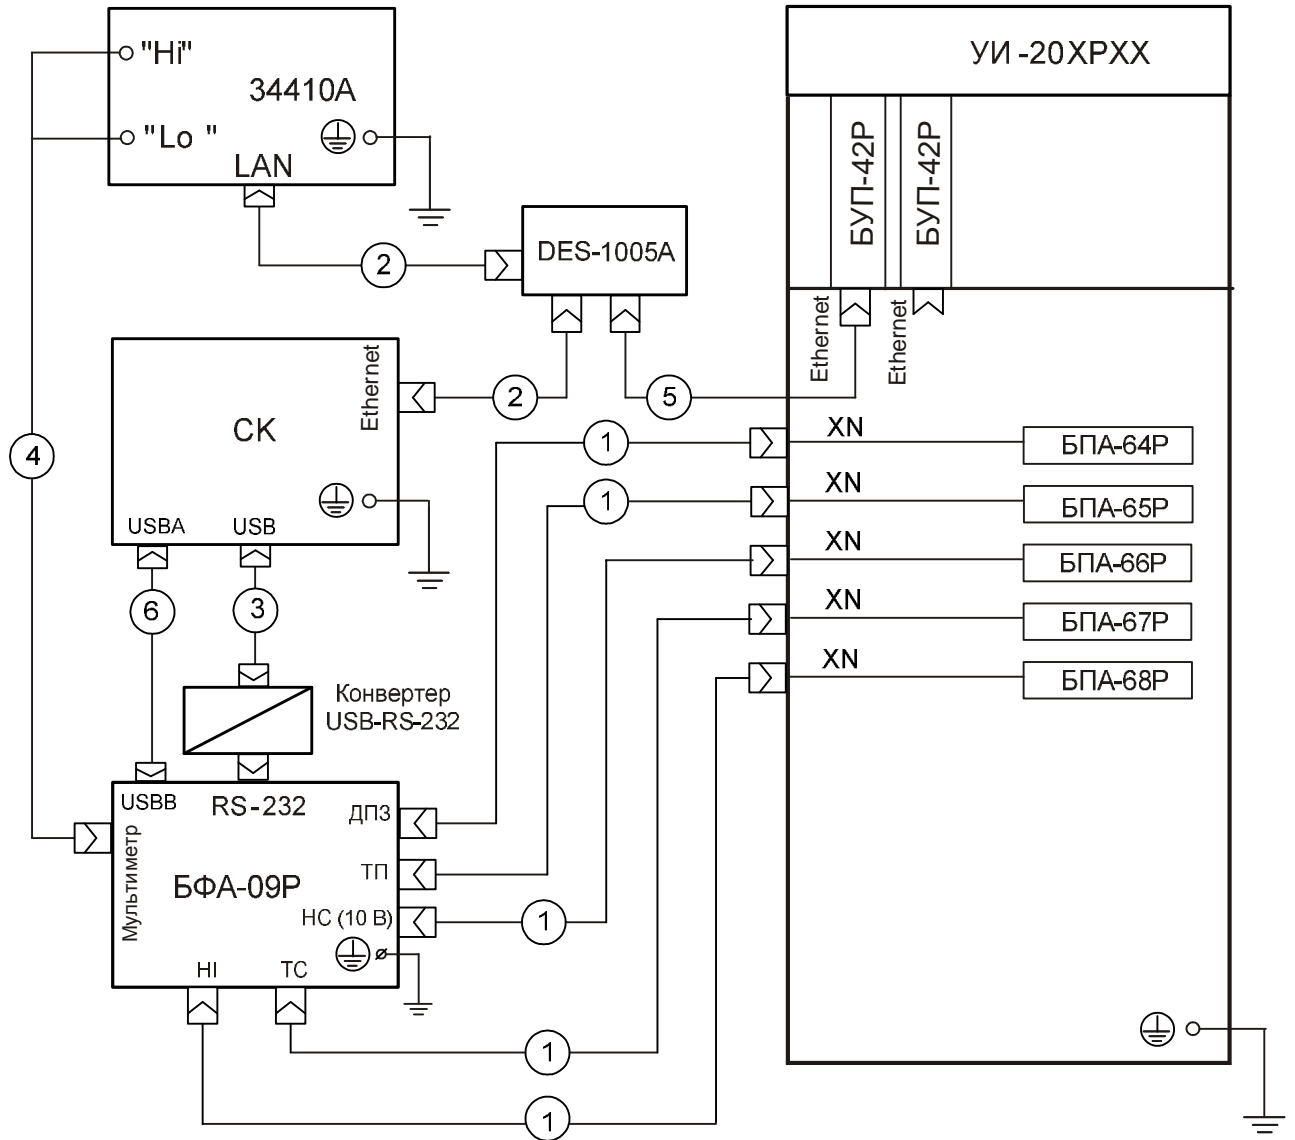 "Hi"
34410А
"Lo "
LAN
УИ -20ХРХХ
БУП-42Р
БУП-42Р
DES-1005A
2
Ethernet
Ethernet
Ethernet
СК
2
5
4
1
XN
БПА-64Р
1
XN
БПА-65Р
USBA
USB
XN
БПА-66Р
6
3
XN
БПА-67Р
XN
БПА-68Р
Конвертер
USB-RS-232
USBB
RS-232
ДПЗ
Мультиметр
ТП
БФА-09Р
НС (10 В)
1
HI
ТС
1
1